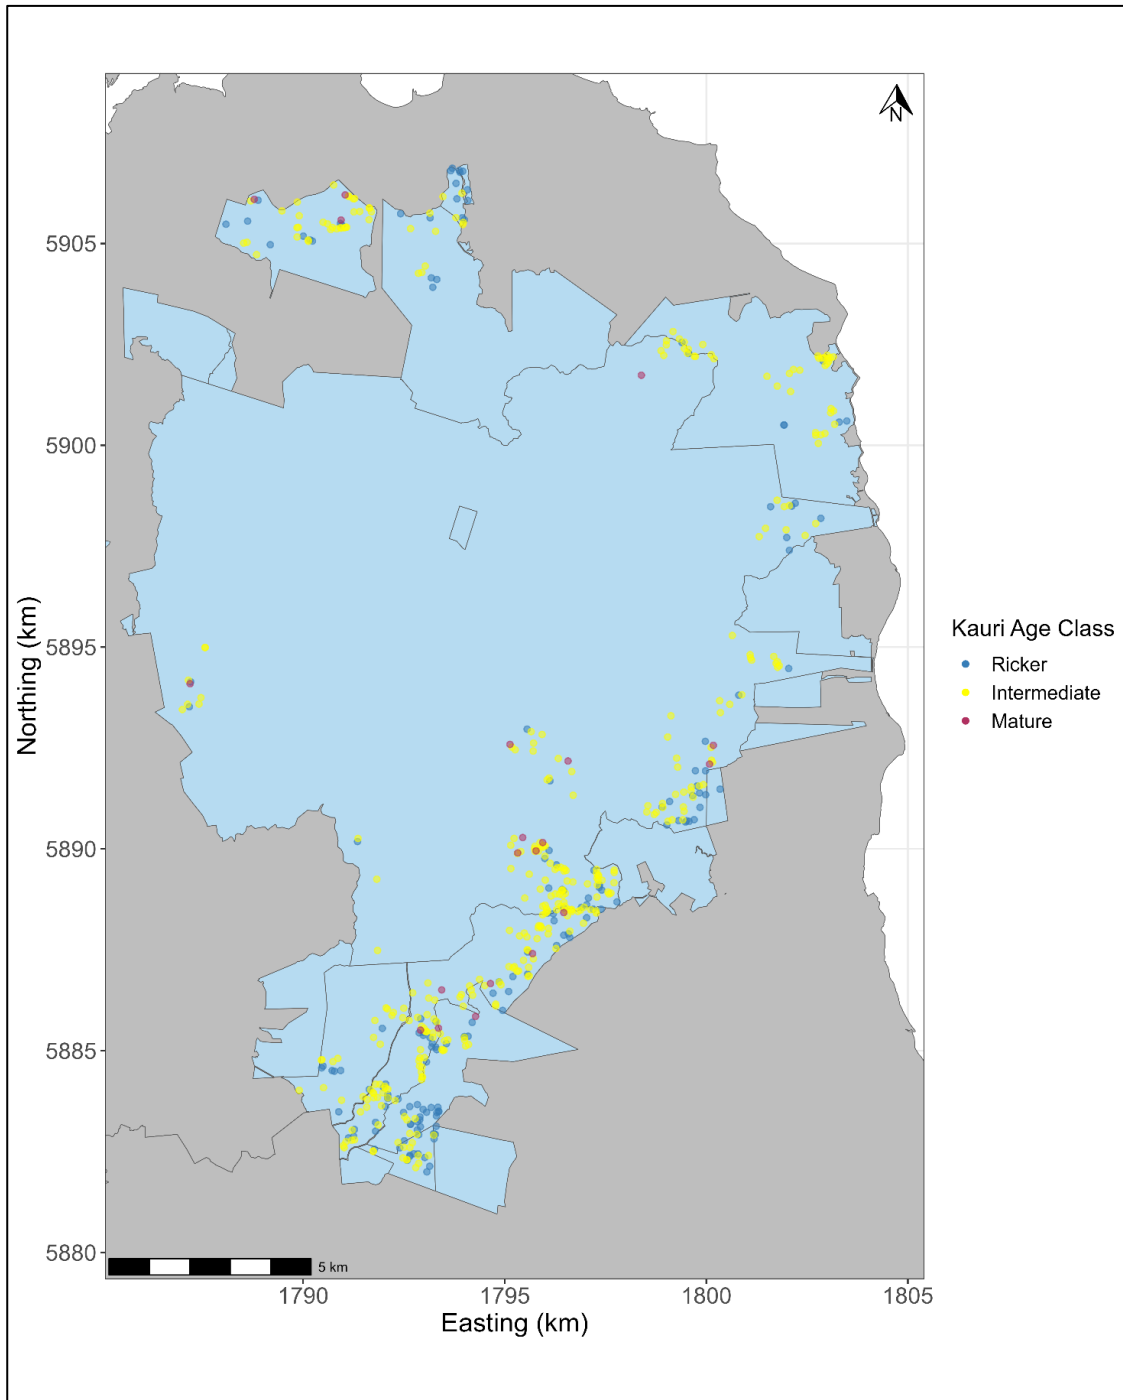 N
5905
5900
5895
5890
5885
5880
Northing (km)
5 km
1790
1795
1800
1805
Easting (km)
Kauri Age Class
Ricker
Intermediate
Mature